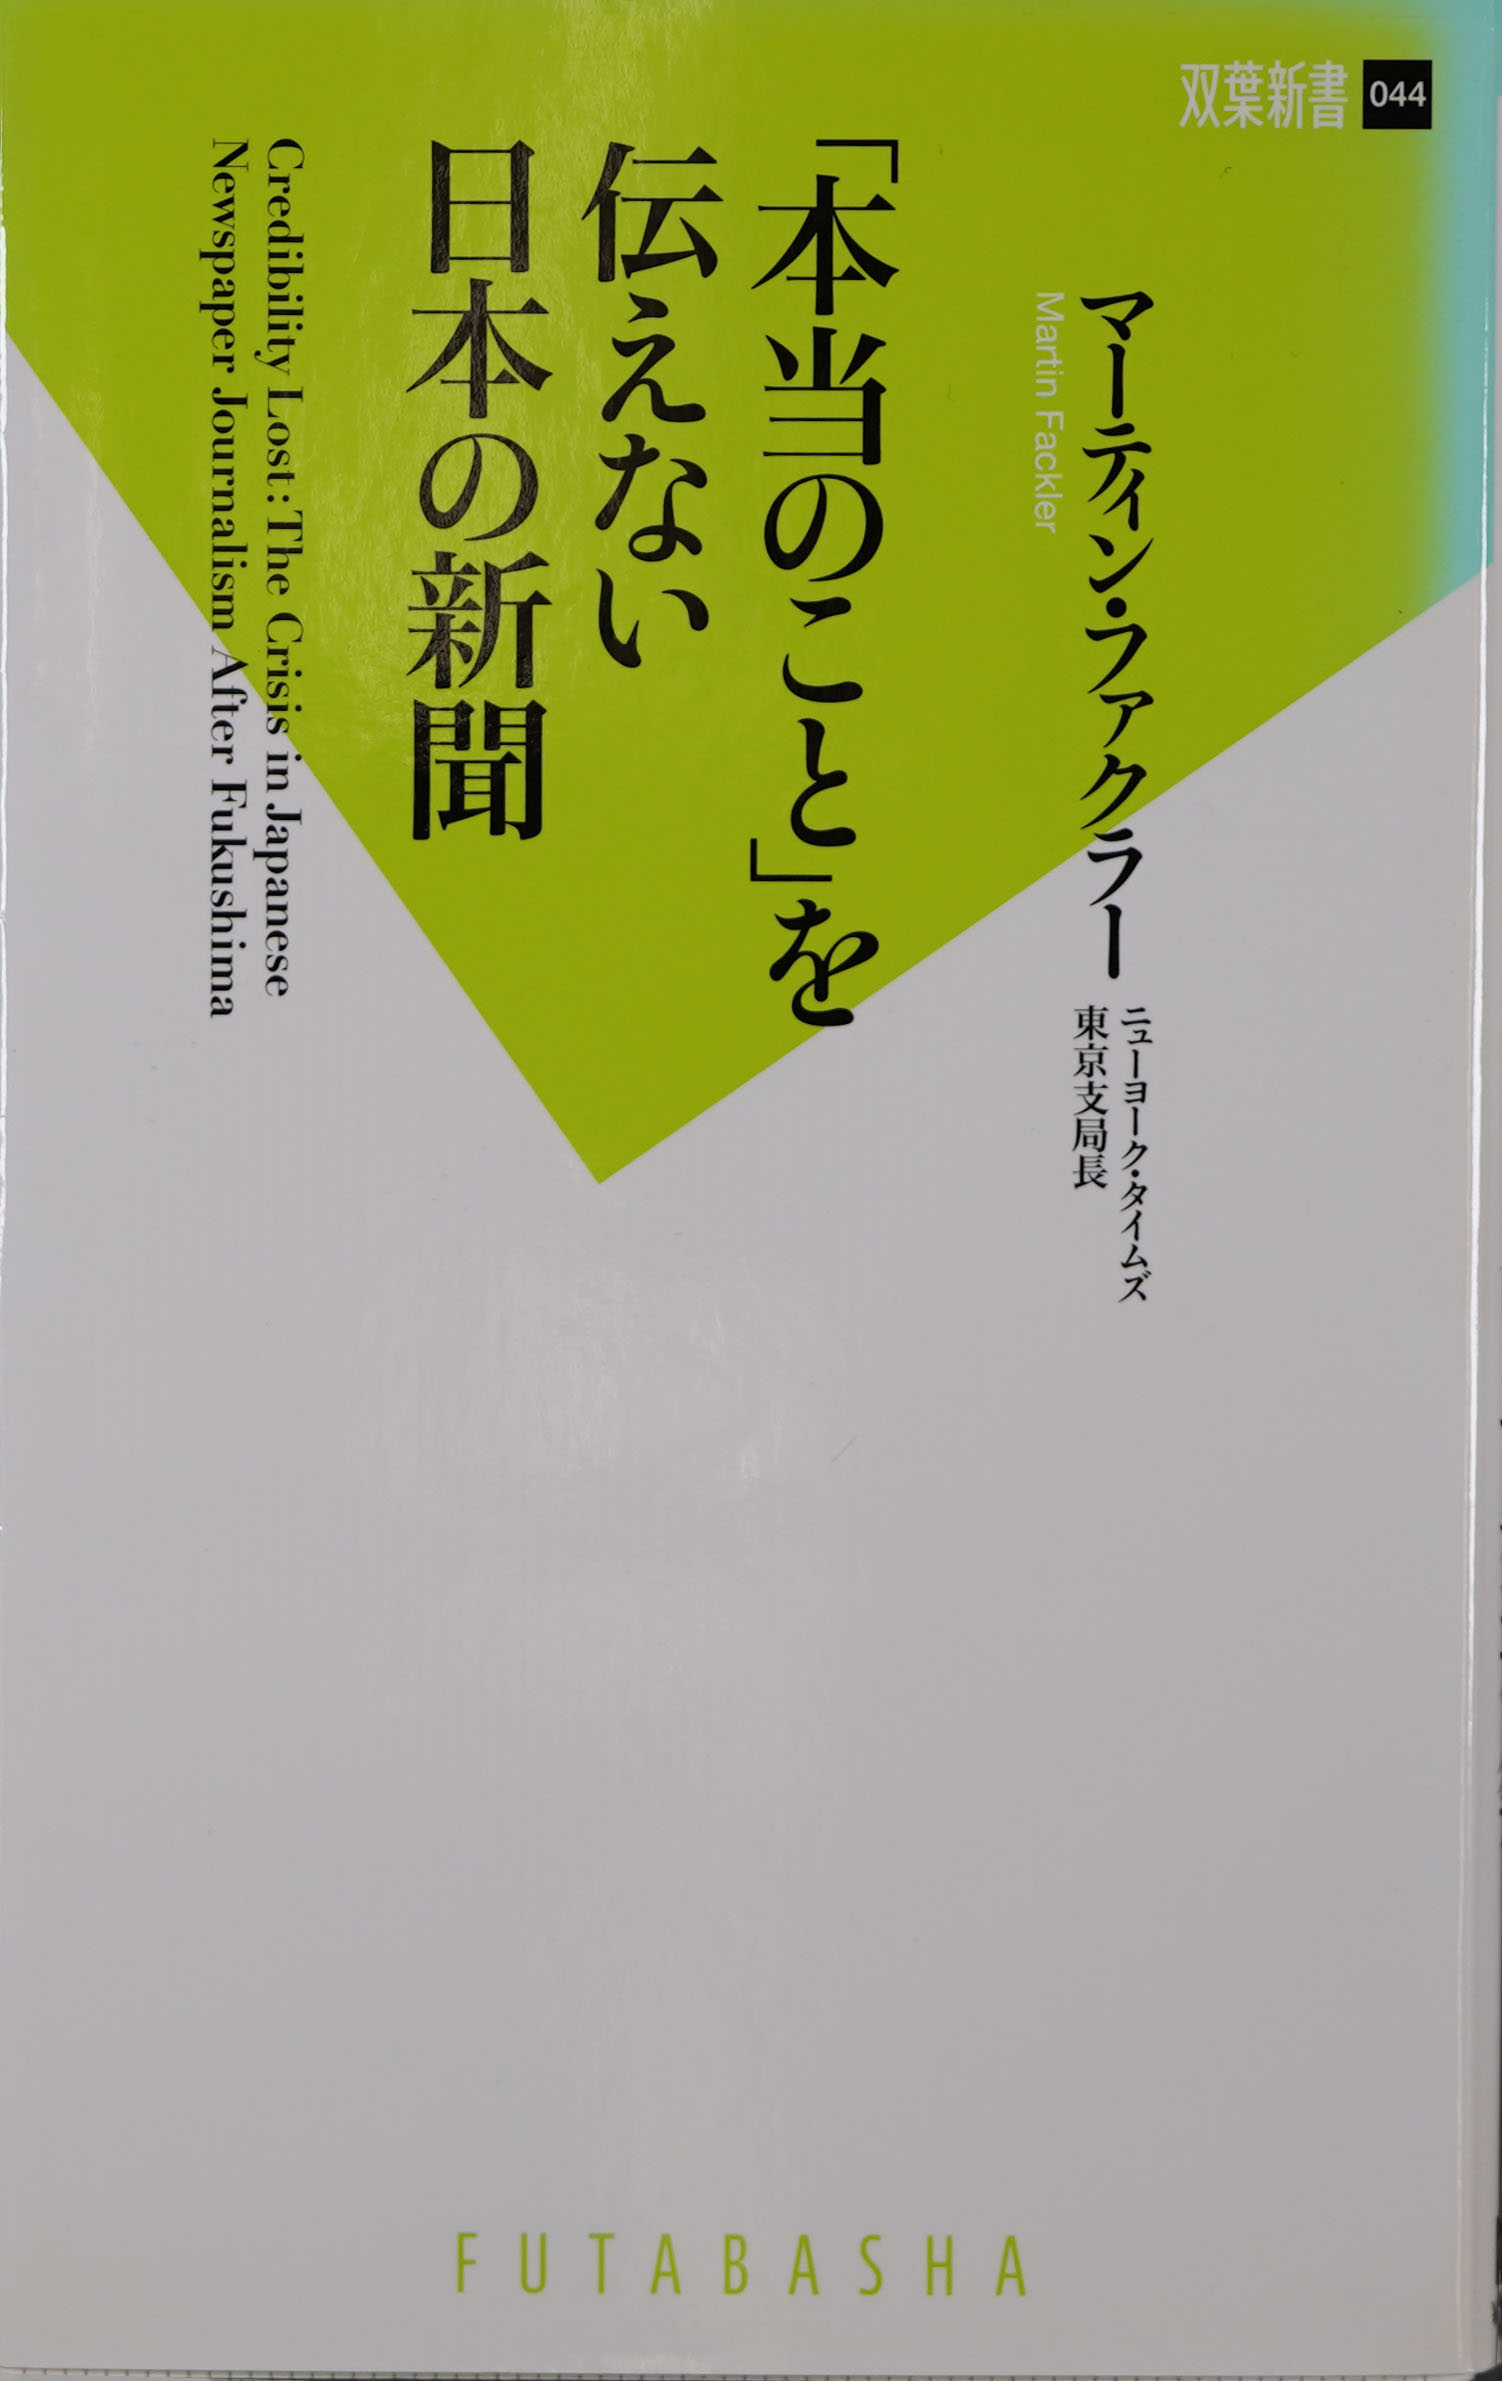 双葉新書 044
マーティン・ファクラー
ニューヨーク・タイムズ
東京支局長
Martin Fackler
「本当のこと」を
伝えない
日本の新聞
Credibility Lost: The Crisis in Japanese
Newspaper Journalism After Fukushima
FUTABASHA